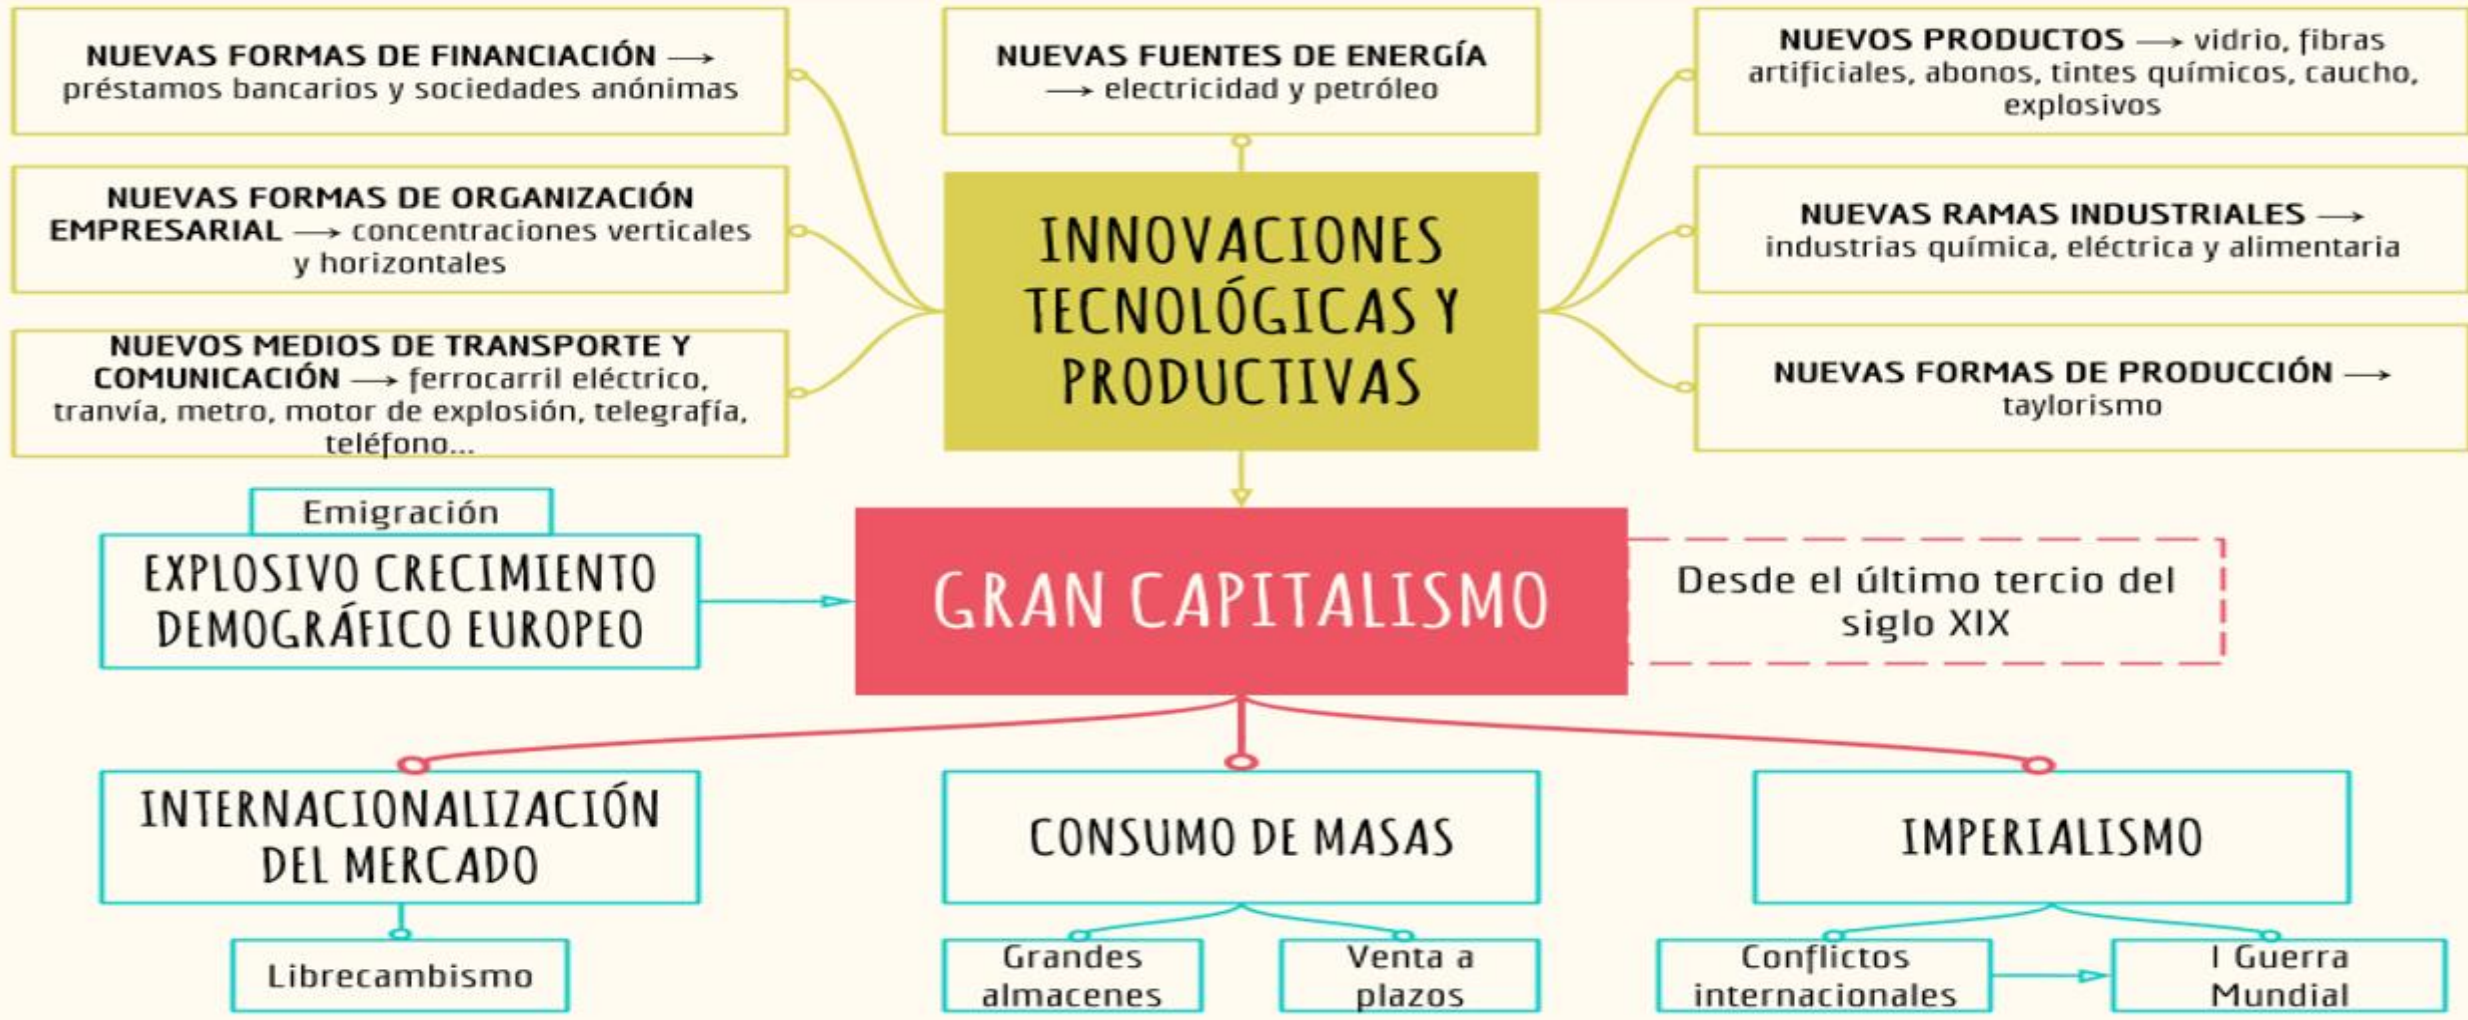 NUEVAS FORMAS DE FINANCIACIÓN →
préstamos bancarios y sociedades anónimas
NUEVAS FUENTES DE ENERGÍA
→ electricidad y petróleo
NUEVOS PRODUCTOS → vidrio, fibras
artificiales, abonos, tintes químicos, caucho,
explosivos
NUEVAS FORMAS DE ORGANIZACIÓN
EMPRESARIAL → concentraciones verticales
y horizontales
INNOVACIONES
TECNOLÓGICAS Y
PRODUCTIVAS
NUEVAS RAMAS INDUSTRIALES →
industrias química, eléctrica y alimentaria
NUEVOS MEDIOS DE TRANSPORTE Y
COMUNICACIÓN → ferrocarril eléctrico,
tranvía, metro, motor de explosión, telegrafía,
teléfono...
NUEVAS FORMAS DE PRODUCCIÓN →
taylorismo
Emigración
EXPLOSIVO CRECIMIENTO
DEMOGRÁFICO EUROPEO
GRAN CAPITALISMO
Desde el último tercio del
siglo XIX
INTERNACIONALIZACIÓN
DEL MERCADO
CONSUMO DE MASAS
IMPERIALISMO
Librecambismo
Grandes
almacenes
Venta a
plazos
Conflictos
internacionales
I Guerra
Mundial